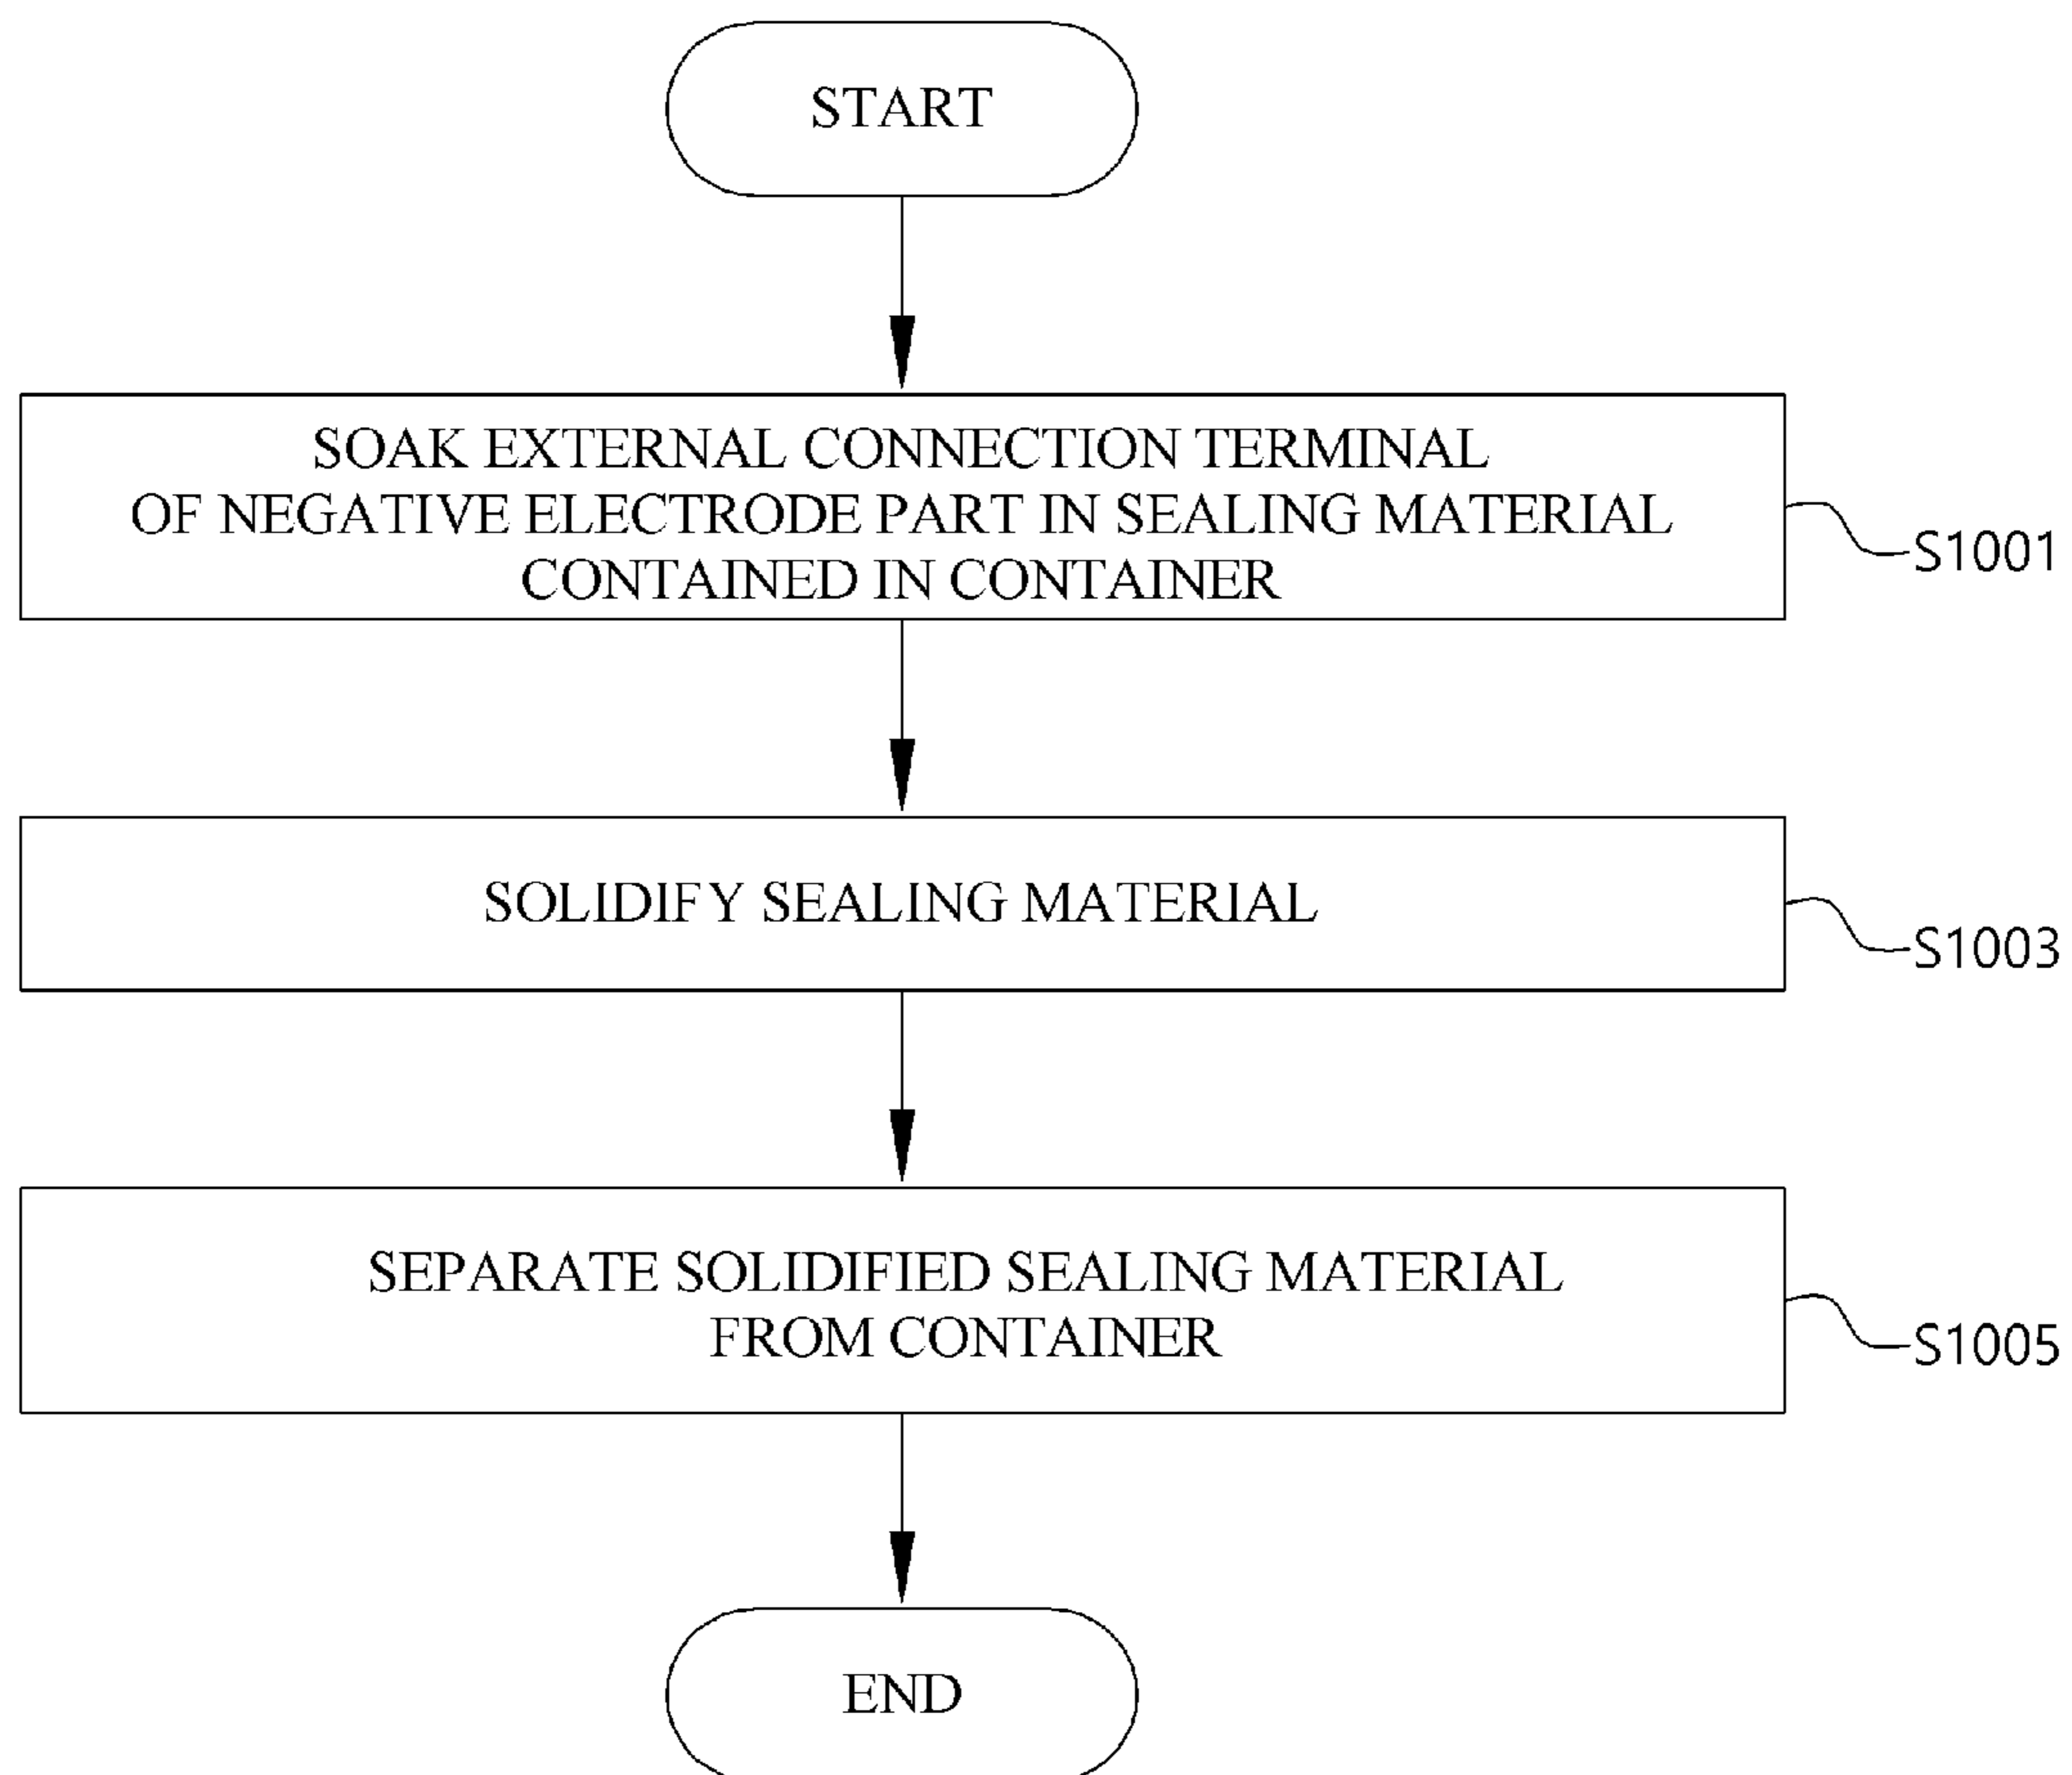 START
SOAK EXTERNAL CONNECTION TERMINAL
OF NEGATIVE ELECTRODE PART IN SEALING MATERIAL
CONTAINED IN CONTAINER
S1001
SOLIDIFY SEALING MATERIAL
S1003
SEPARATE SOLIDIFIED SEALING MATERIAL
FROM CONTAINER
S1005
END